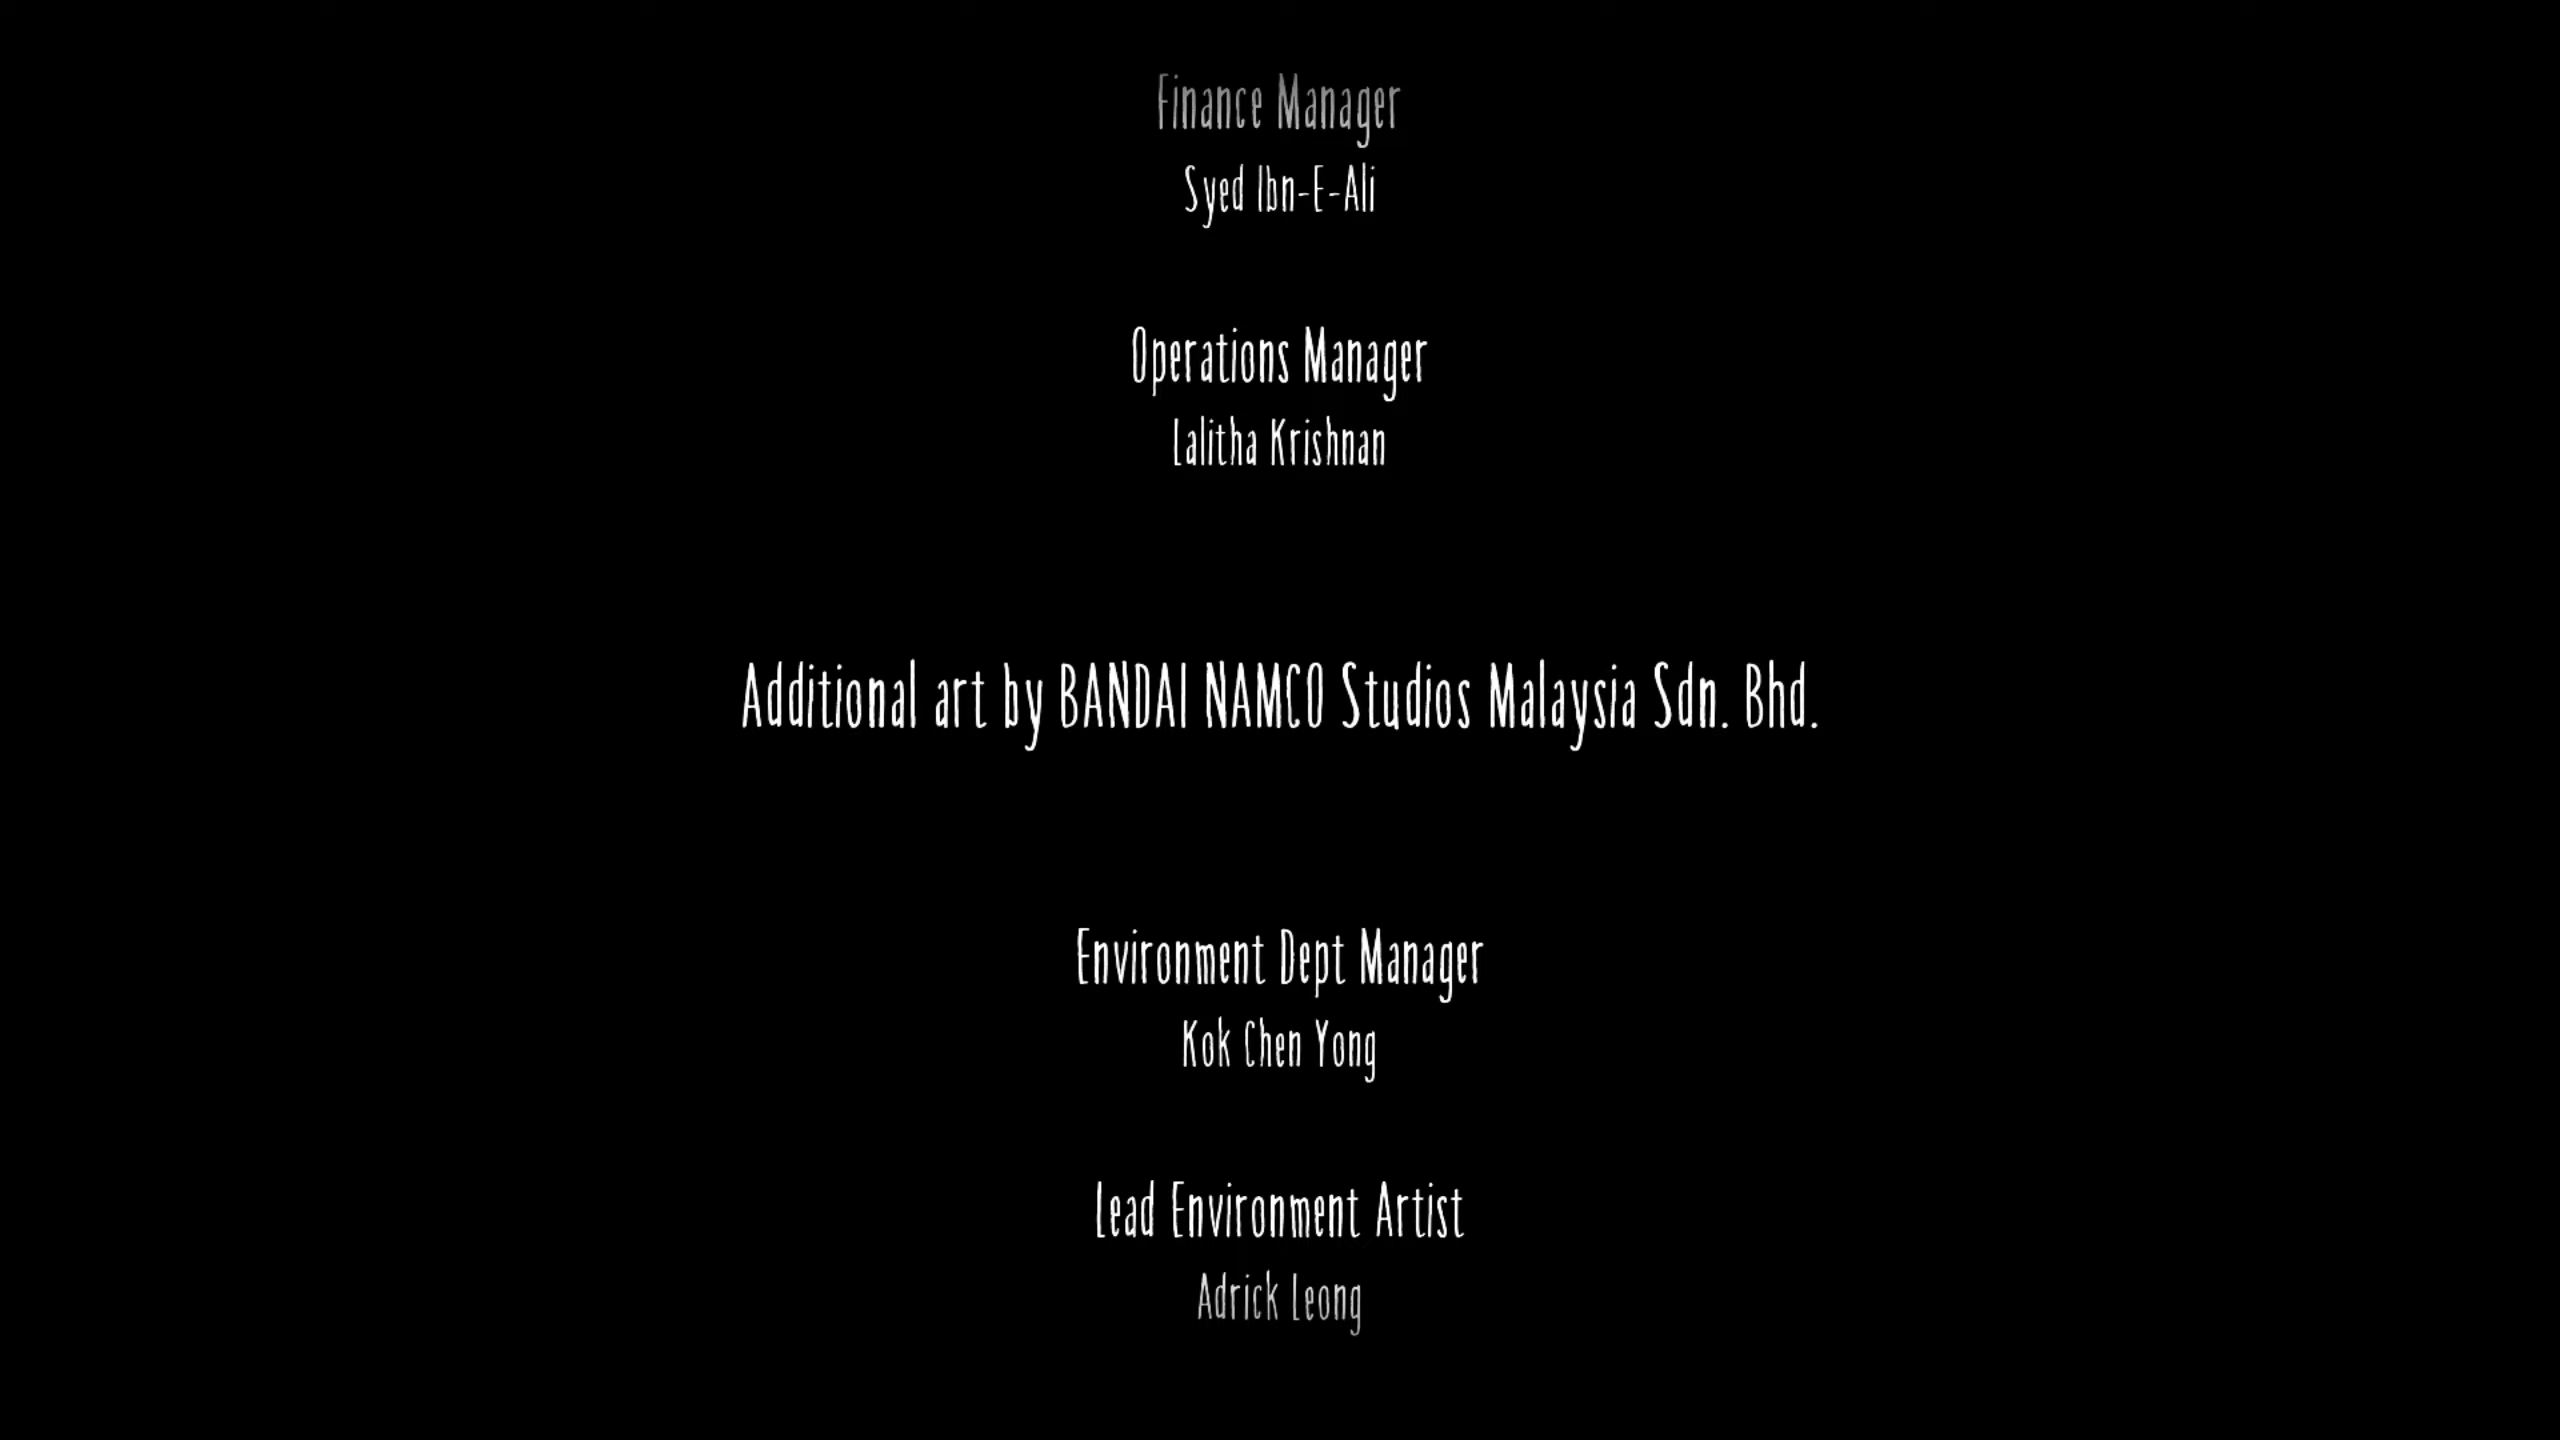 Finance Manager
Syed Ibn-E-Ali
Operations Manager
Lalitha Krishnan
Additional art by BANDAI NAMCO Studios Malaysia Sdn. Bhd.
Environment Dept Manager
Kok Chen Yong
Lead Environment Artist
Adrick Leong